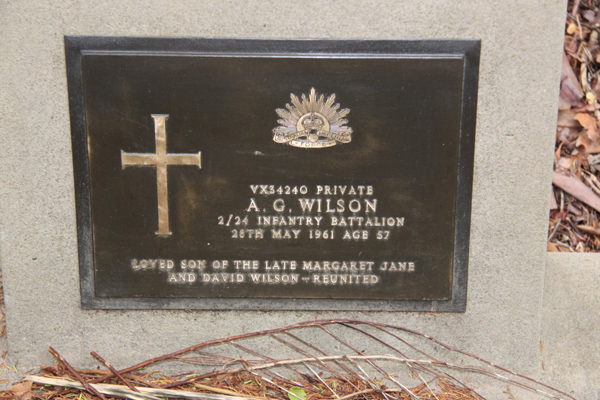 VX34240 PRIVATE
A. G. WILSON
2/24 INFANTRY BATTALION
28TH MAY 1961 AGE 57
LOVED SON OF THE LATE MARGARET JANE
AND DAVID WILSON — REUNITED